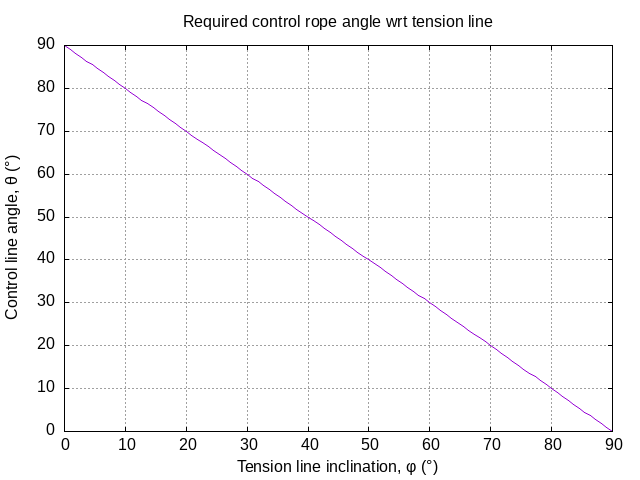 Required control rope angle wrt tension line
90
80
70
60
50
40
30
20
10
0
Control line angle, θ (°)
0 10 20 30 40 50 60 70 80 90
Tension line inclination, φ (°)